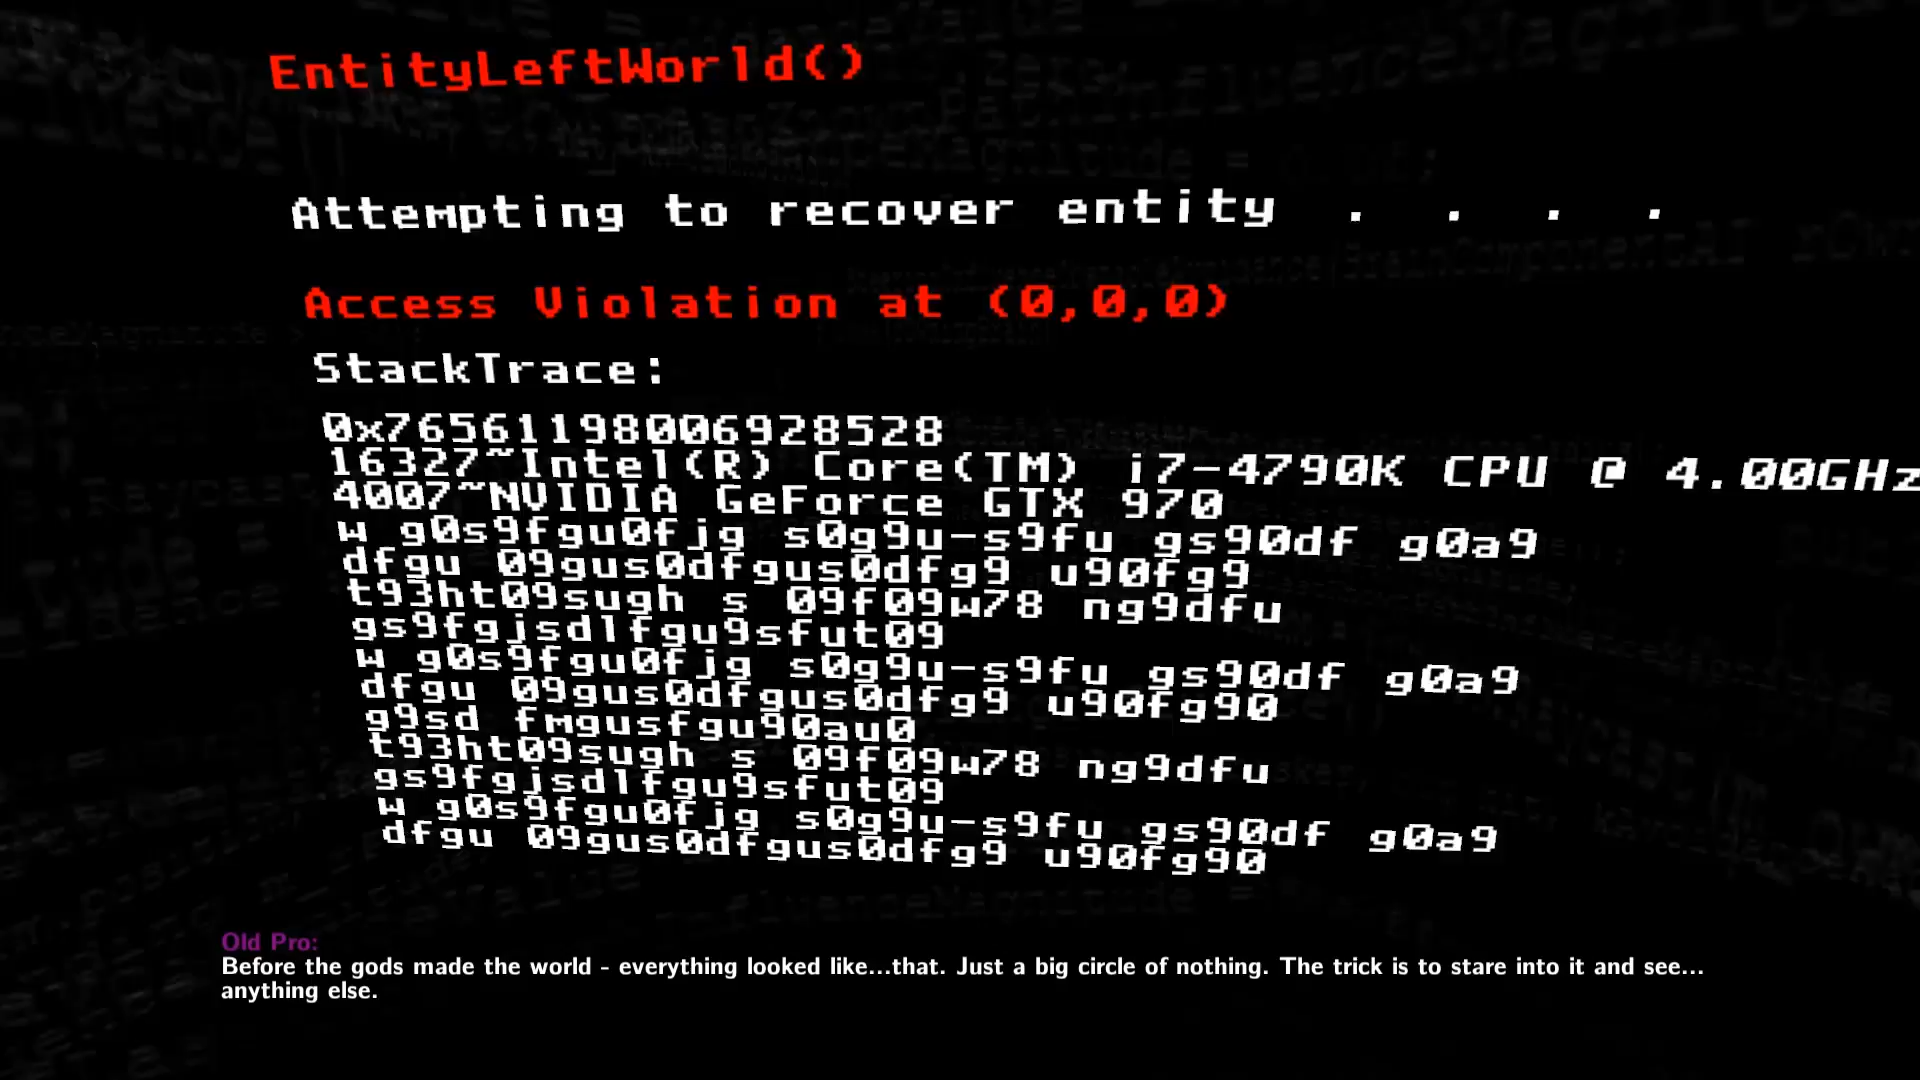 EntityLeftWorld()
Attempting to recover entity . . . .
Access Violation at (0,0,0)
StackTrace:
0x76561198006928528
16327~Intel(R) Core(TM) i7-4790K CPU @ 4.00GHz
4007~NVIDIA GeForce GTX 970
w g0s9fgu0fjg s0g9u-s9fu gs90df g0a9
dfgu 09gus0dfgus0dfg9 u90fg9
t93ht09sugh s 09f09w78 ng9dfu
gs9fgjsdlfgu9sfut09
w g0s9fgu0fjg s0g9u-s9fu gs90df g0a9
dfgu 09gus0dfgus0dfg9 u90fg90
g9sd fmgusfgu90au0
t93ht09sugh s 09f09w78 ng9dfu
gs9fgjsdlfgu9sfut09
w g0s9fgu0fjg s0g9u-s9fu gs90df g0a9
dfgu 09gus0dfgus0dfg9 u90fg90
Old Pro:
Before the gods made the world - everything looked like...that. Just a big circle of nothing. The trick is to stare into it and see...
anything else.